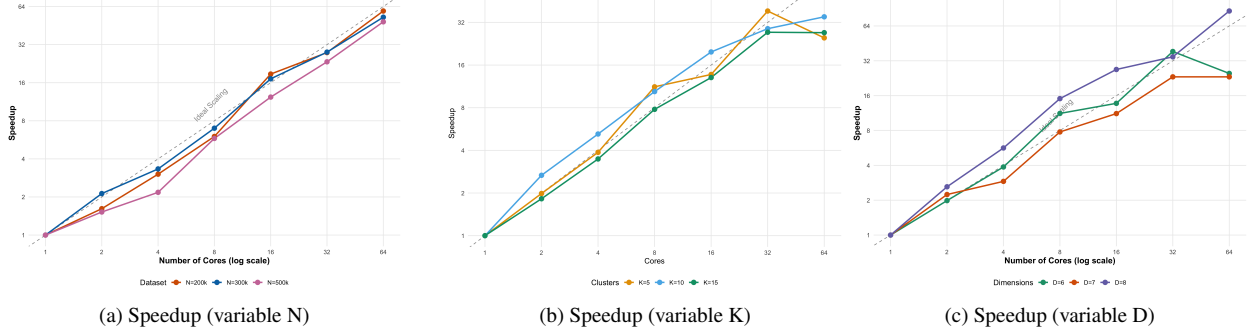 64
32
16
8
4
2
1
Speedup
Ideal Scaling
1 2 4 8 16 32 64
Number of Cores (log scale)
Dataset N=200k N=300k N=500k
(a) Speedup (variable N)
32
16
8
4
2
1
Speedup
1 2 4 8 16 32 64
Cores
Clusters K=5 K=10 K=15
(b) Speedup (variable K)
64
32
16
8
4
2
1
Speedup
Scaling
1 2 4 8 16 32 64
Number of Cores (log scale)
Dimensions D=6 D=7 D=8
(c) Speedup (variable D)